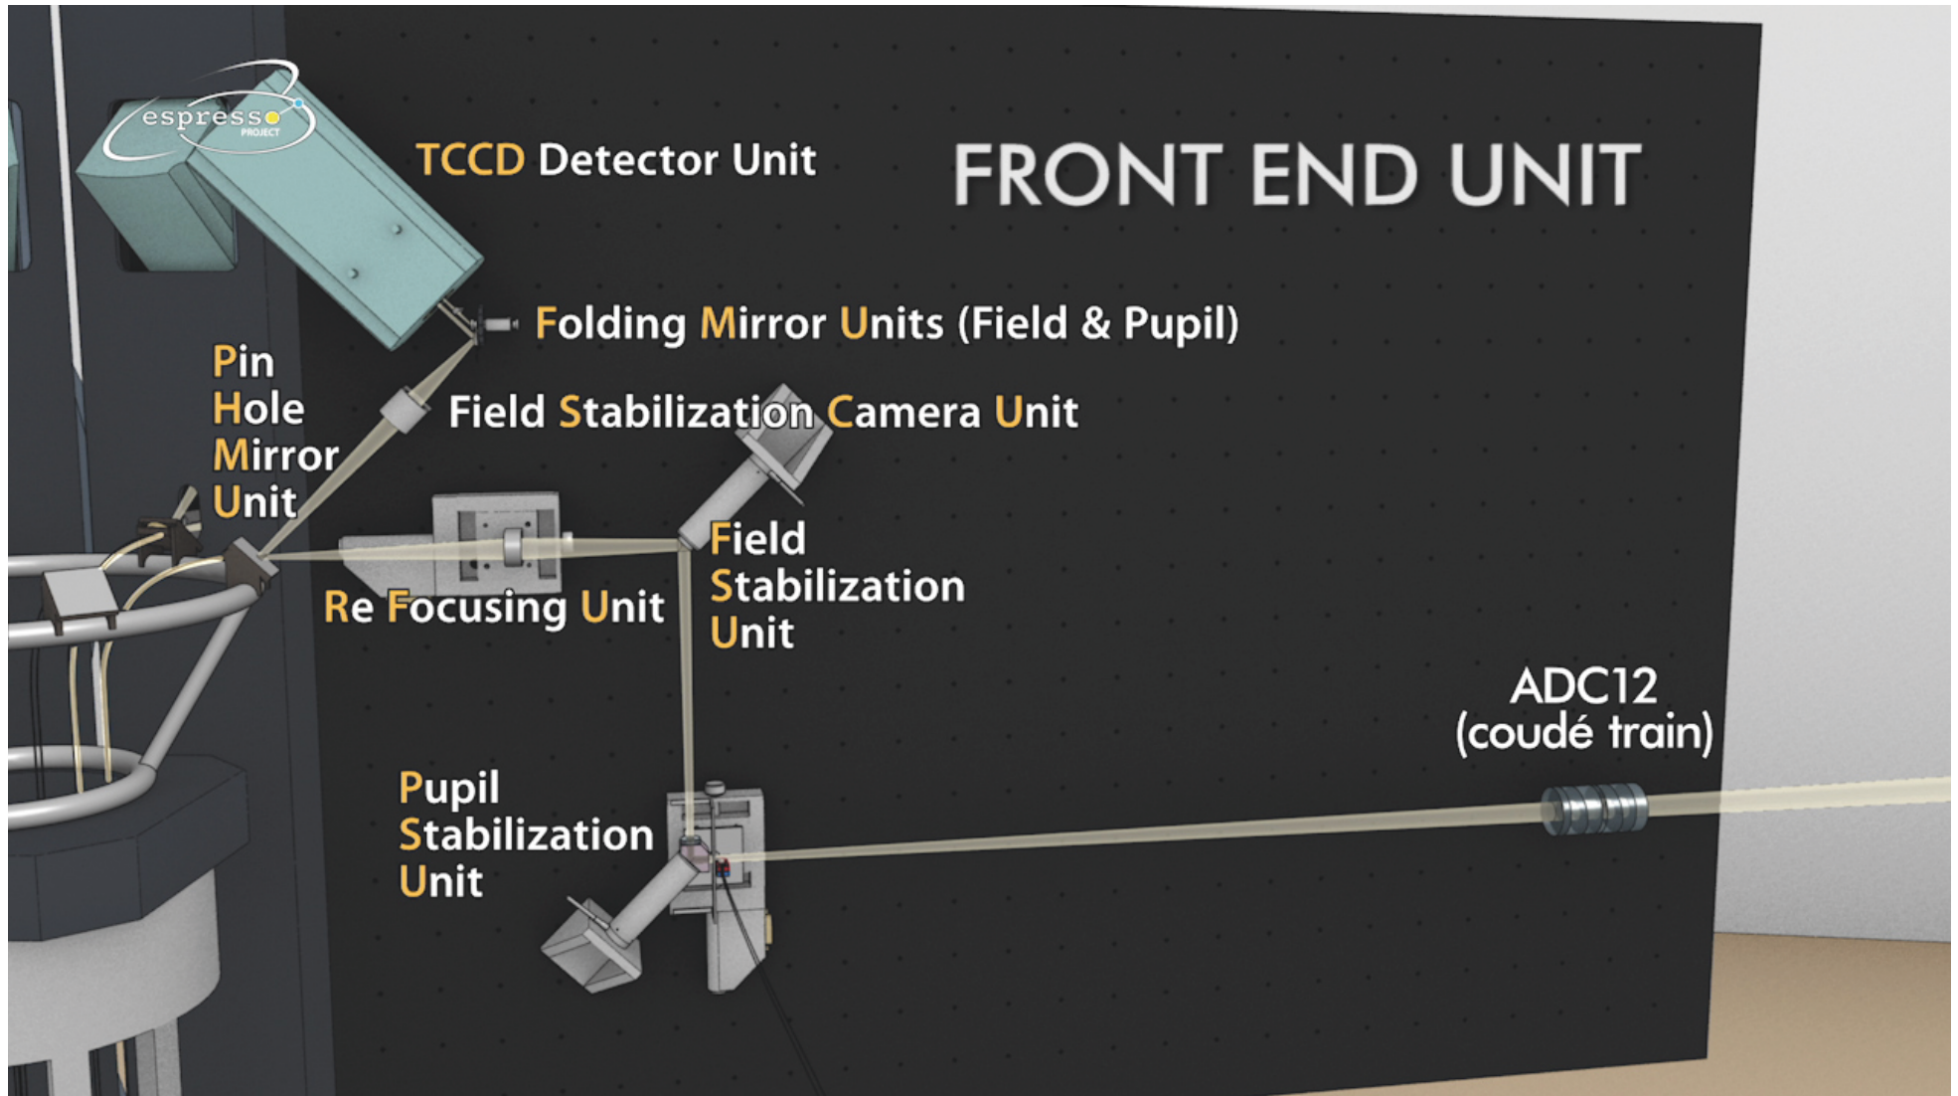 espresso
PROJECT
TCCD Detector Unit
FRONT END UNIT
Folding Mirror Units (Field & Pupil)
Pin
Hole
Mirror
Unit
Field Stabilization Camera Unit
Field
Stabilization
Unit
Re Focusing Unit
ADC12
(coudé train)
Pupil
Stabilization
Unit